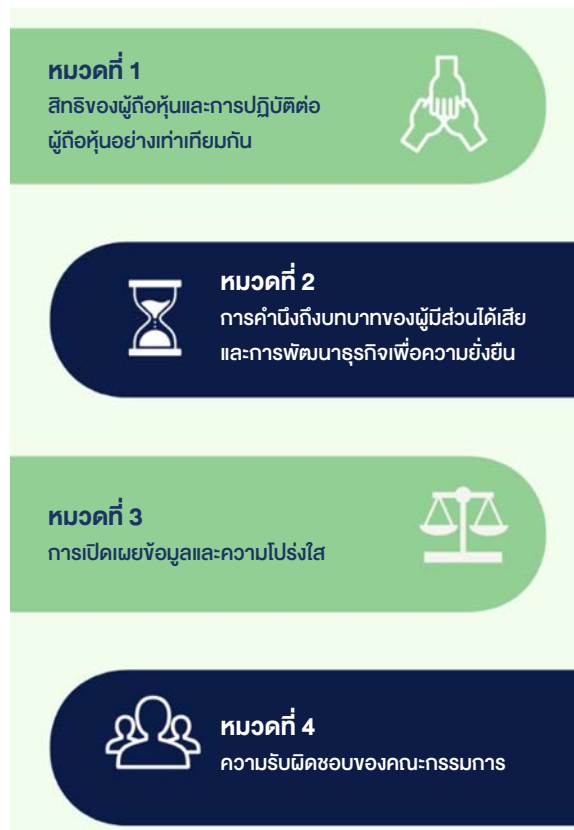 หมวดที่ 1
สิทธิของผู้ถือหุ้นและการปฏิบัติต่อ
ผู้ถือหุ้นอย่างเท่าเทียมกัน
หมวดที่ 2
การคำนึงถึงบทบาทของผู้มีส่วนได้เสีย
และการพัฒนาธุรกิจเพื่อความยั่งยืน
หมวดที่ 3
การเปิดเผยข้อมูลและความโปร่งใส
หมวดที่ 4
ความรับผิดชอบของคณะกรรมการ